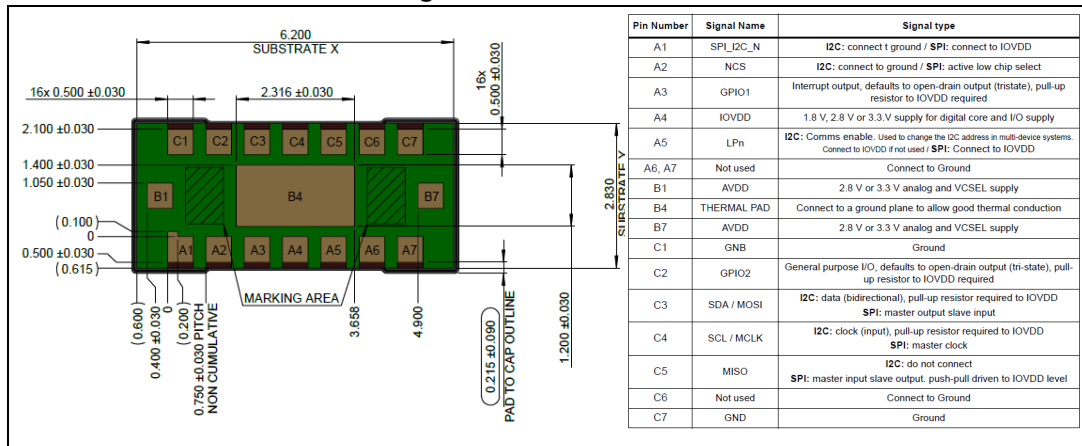 6.200
SUBSTRATE X
16x 0.500 ±0.030
2.316 ±0.030
16x
0.500 ±0.030
2.100 ±0.030
C1 C2 C3 C4 C5 C6 C7
1.400 ±0.030
1.050 ±0.030
B1 B4 B7
2.830
SUBSTRATE Y
(0.100)
0
0.500 ±0.030
(0.615)
A1 A2 A3 A4 A5 A6 A7
MARKING AREA
(0.600)
0.400 ±0.030
0
(0.200)
0.750 ±0.030 PITCH
NON CUMULATIVE
3.658
4.900
0.215 ±0.090
PAD TO CAP OUTLINE
1.200 ±0.030
Pin Number Signal Name Signal type
A1 SPI_I2C_N I2C: connect t ground / SPI: connect to IOVDD
A2 NCS I2C: connect to ground / SPI: active low chip select
A3 GPIO1 Interrupt output, defaults to open-drain output (tristate), pull-up
resistor to IOVDD required
A4 IOVDD 1.8 V, 2.8 V or 3.3.V supply for digital core and I/O supply
A5 LPn I2C: Comms enable. Used to change the I2C address in multi-device systems.
Connect to IOVDD if not used / SPI: Connect to IOVDD
A6, A7 Not used Connect to Ground
B1 AVDD 2.8 V or 3.3 V analog and VCSEL supply
B4 THERMAL PAD Connect to a ground plane to allow good thermal conduction
B7 AVDD 2.8 V or 3.3 V analog and VCSEL supply
C1 GNB Ground
C2 GPIO2 General purpose I/O, defaults to open-drain output (tri-state), pull-
up resistor to IOVDD required
C3 SDA / MOSI I2C: data (bidirectional), pull-up resistor required to IOVDD
SPI: master output slave input
C4 SCL / MCLK I2C: clock (input), pull-up resistor required to IOVDD
SPI: master clock
C5 MISO I2C: do not connect
SPI: master input slave output. push-pull driven to IOVDD level
C6 Not used Connect to Ground
C7 GND Ground